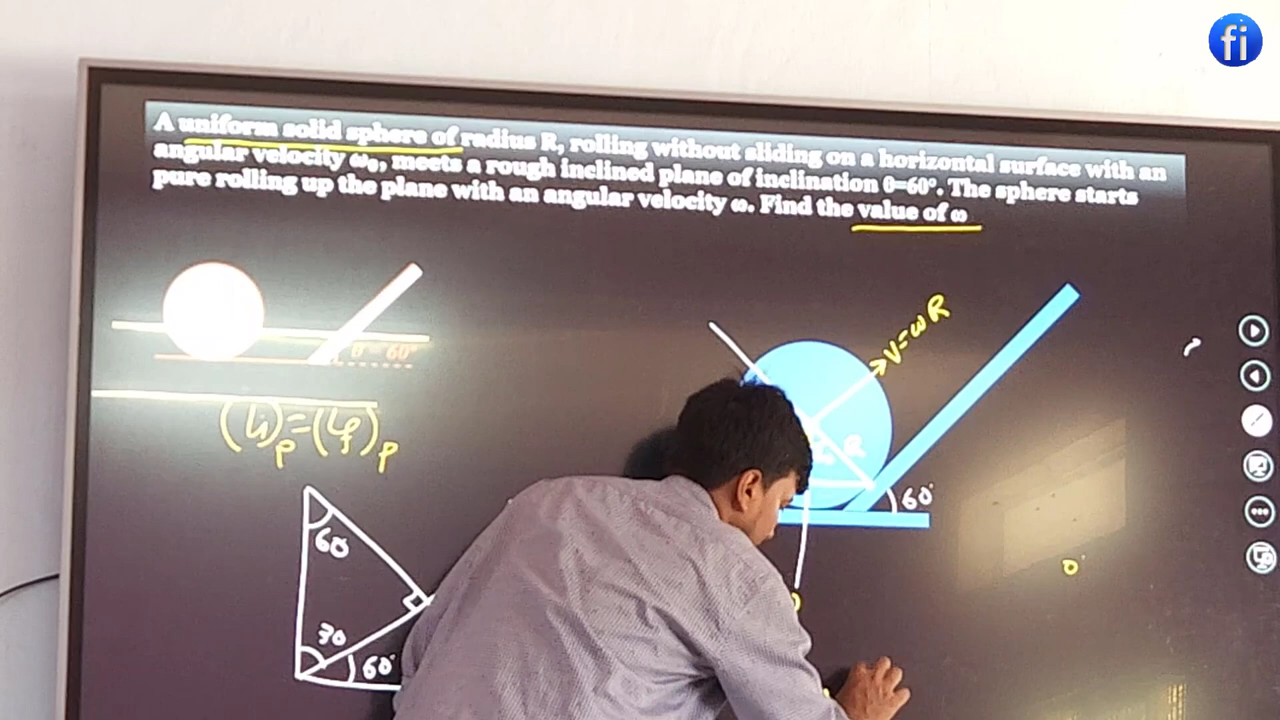 fi
A uniform solid sphere of radius R, rolling without sliding on a horizontal surface with an
angular velocity ω₀, meets a rough inclined plane of inclination θ=60°. The sphere starts
pure rolling up the plane with an angular velocity ω. Find the value of ω
θ = 60°
V=ωR
R
60°
(Li)p=(Lf)p
60
30
60°